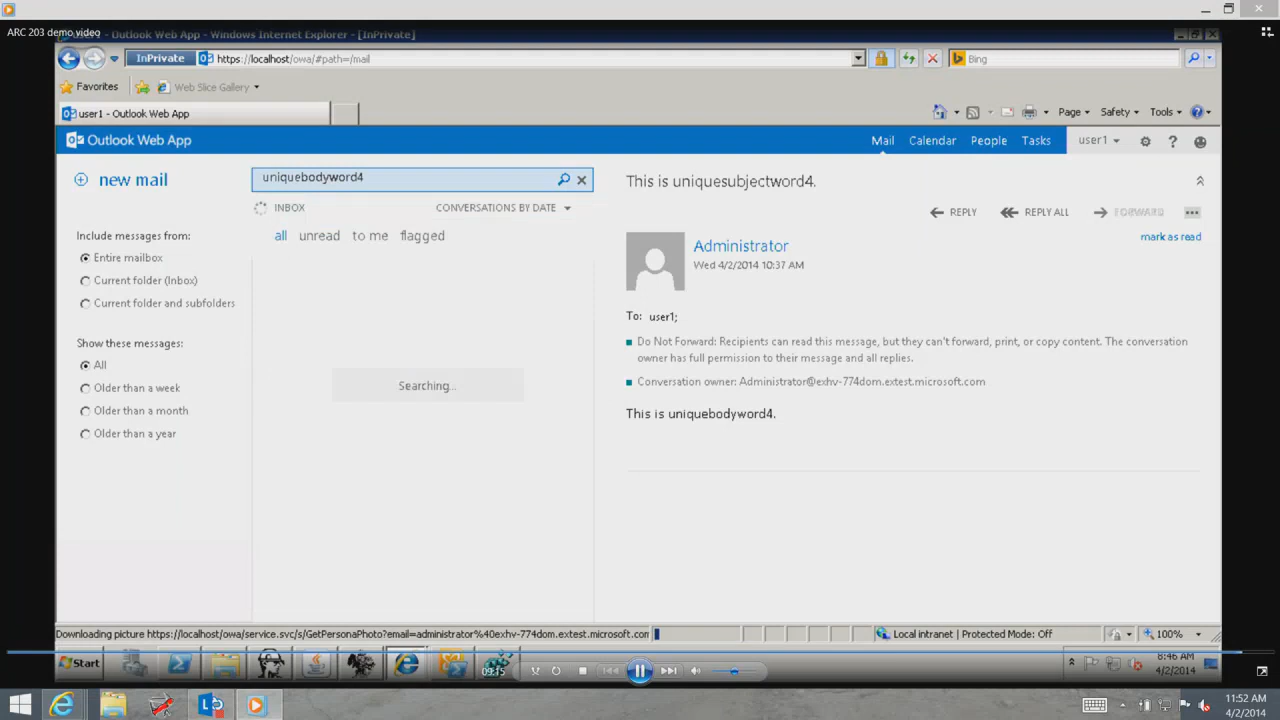 ARC 203 demo video
Outlook Web App - Windows Internet Explorer - [InPrivate]
InPrivate https://localhost/owa/#path=/mail Bing
Favorites Web Slice Gallery
user1 - Outlook Web App Page Safety Tools
Outlook Web App Mail Calendar People Tasks user1 ?
new mail
uniquebodyword4
INBOX CONVERSATIONS BY DATE
all unread to me flagged
Include messages from:
Entire mailbox
Current folder (Inbox)
Current folder and subfolders
Show these messages:
All
Older than a week
Older than a month
Older than a year
Searching...
This is uniquesubjectword4.
REPLY REPLY ALL FORWARD
mark as read
Administrator
Wed 4/2/2014 10:37 AM
To: user1;
Do Not Forward: Recipients can read this message, but they can't forward, print, or copy content. The conversation
owner has full permission to their message and all replies.
Conversation owner: Administrator@exhv-774dom.extest.microsoft.com
This is uniquebodyword4.
Downloading picture https://localhost/owa/service.svc/s/GetPersonaPhoto?email=administrator%40exhv-774dom.extest.microsoft.com Local intranet | Protected Mode: Off 100%
Start
09:15
8:46 AM
4/2/2014
11:52 AM
4/2/2014